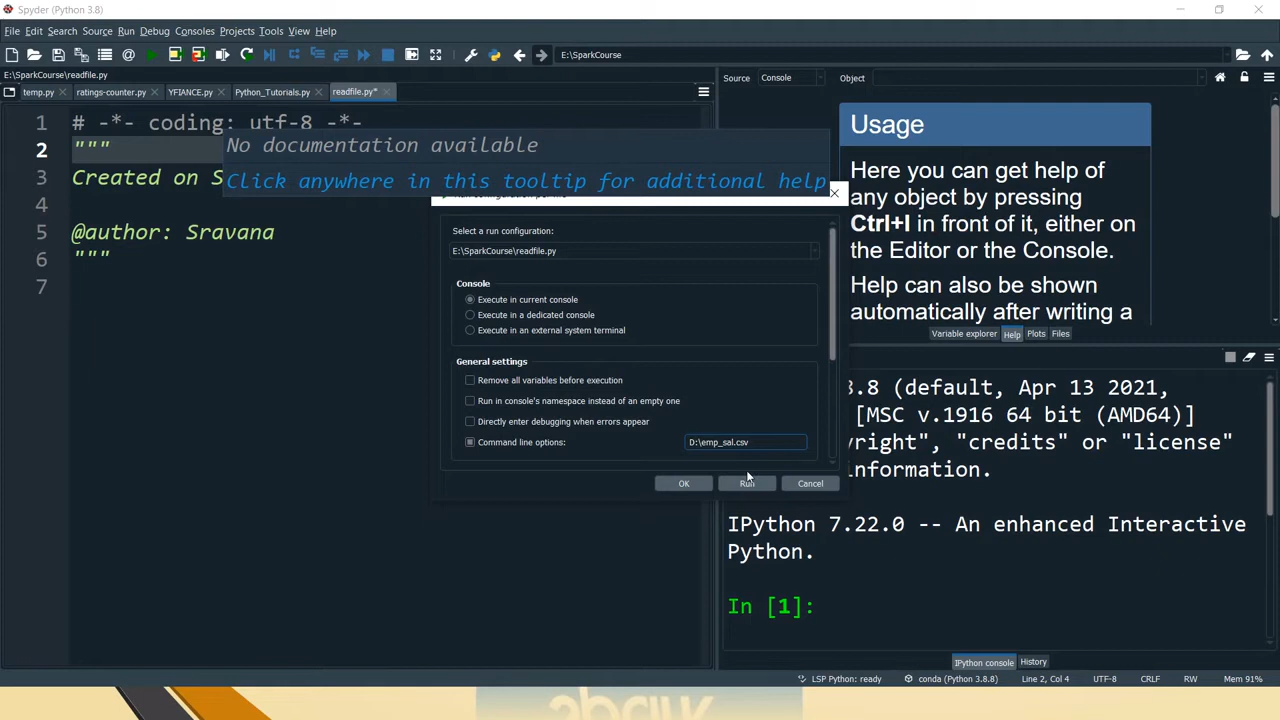 Spyder (Python 3.8)
File Edit Search Source Run Debug Consoles Projects Tools View Help
E:\SparkCourse
E:\SparkCourse\readfile.py
temp.py ratings-counter.py YFIANCE.py Python_Tutorials.py readfile.py*
1 # -*- coding: utf-8 -*-
2 """
3 Created on S
4
5 @author: Sravana
6 """
7
No documentation available
Click anywhere in this tooltip for additional help
Select a run configuration:
E:\SparkCourse\readfile.py
Console
Execute in current console
Execute in a dedicated console
Execute in an external system terminal
General settings
Remove all variables before execution
Run in console's namespace instead of an empty one
Directly enter debugging when errors appear
Command line options: D:\emp_sal.csv
OK Run Cancel
Source Console Object
Usage
Here you can get help of
any object by pressing
Ctrl+I in front of it, either on
the Editor or the Console.
Help can also be shown
automatically after writing a
Variable explorer Help Plots Files
3.8 (default, Apr 13 2021,
[MSC v.1916 64 bit (AMD64)]
yright", "credits" or "license"
information.
IPython 7.22.0 -- An enhanced Interactive
Python.
In [1]:
IPython console History
LSP Python: ready conda (Python 3.8.8) Line 2, Col 4 UTF-8 CRLF RW Mem 91%